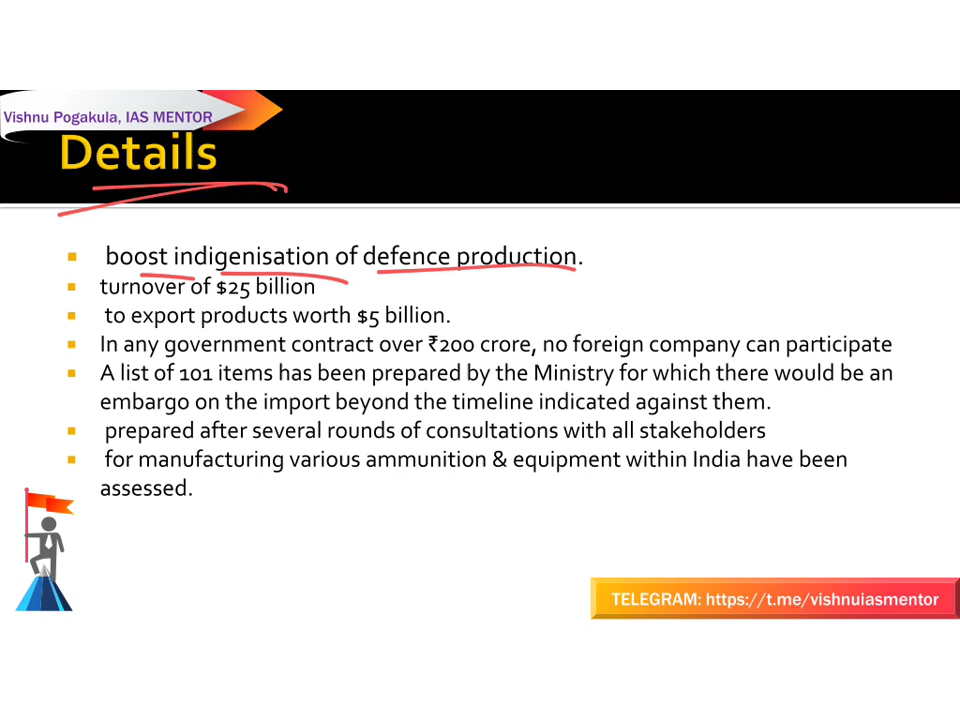 Vishnu Pogakula, IAS MENTOR
Details
boost indigenisation of defence production.
turnover of $25 billion
to export products worth $5 billion.
In any government contract over ₹200 crore, no foreign company can participate
A list of 101 items has been prepared by the Ministry for which there would be an
embargo on the import beyond the timeline indicated against them.
prepared after several rounds of consultations with all stakeholders
for manufacturing various ammunition & equipment within India have been
assessed.
TELEGRAM: https://t.me/vishnuiasmentor